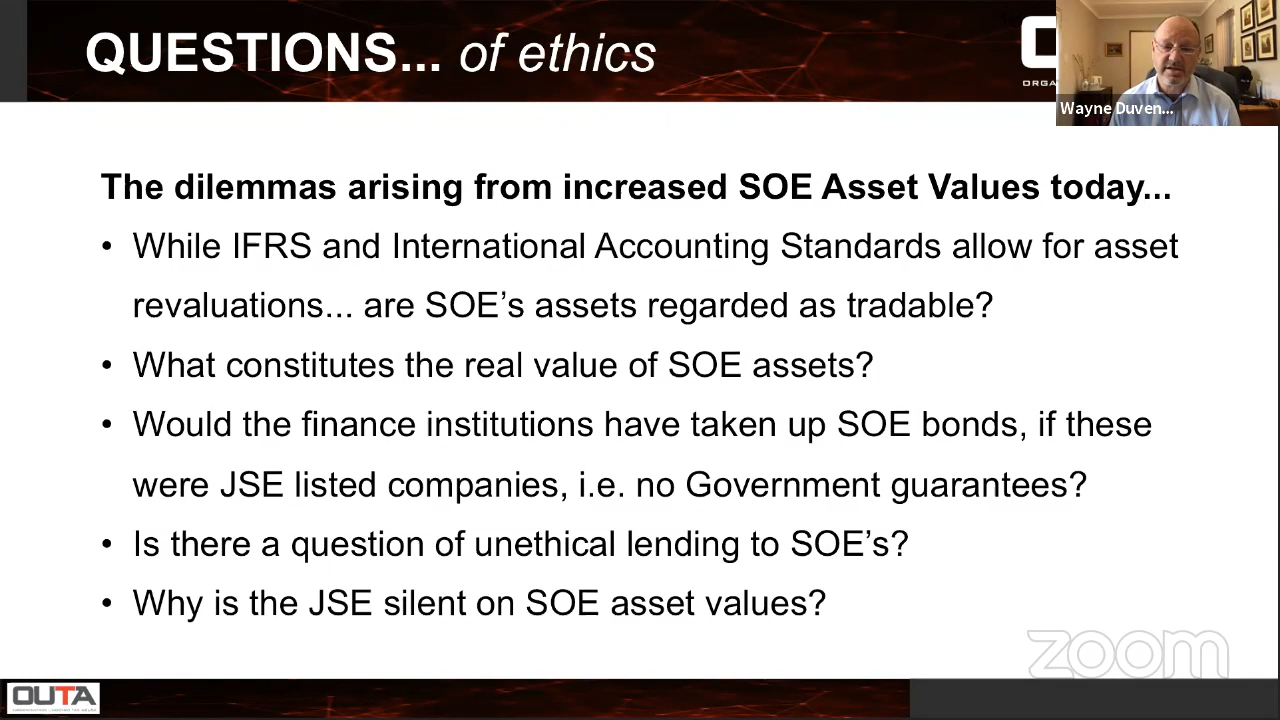 QUESTIONS... of ethics
ORGA
Wayne Duven...
The dilemmas arising from increased SOE Asset Values today...
• While IFRS and International Accounting Standards allow for asset
revaluations... are SOE’s assets regarded as tradable?
• What constitutes the real value of SOE assets?
• Would the finance institutions have taken up SOE bonds, if these
were JSE listed companies, i.e. no Government guarantees?
• Is there a question of unethical lending to SOE’s?
• Why is the JSE silent on SOE asset values?
zoom
OUTA